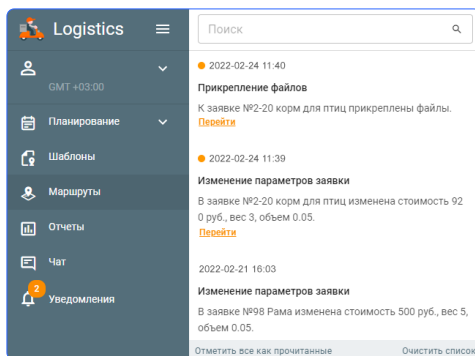 Logistics
GMT +03:00
Планирование
Шаблоны
Маршруты
Отчеты
Чат
2
Уведомления
Поиск
2022-02-24 11:40
Прикрепление файлов
К заявке №2-20 корм для птиц прикреплены файлы.
Перейти
2022-02-24 11:39
Изменение параметров заявки
В заявке №2-20 корм для птиц изменена стоимость 92
0 руб., вес 3, объем 0.05.
Перейти
2022-02-21 16:03
Изменение параметров заявки
В заявке №98 Рама изменена стоимость 500 руб., вес 5,
объем 0.05.
Отметить все как прочитанные
Очистить список